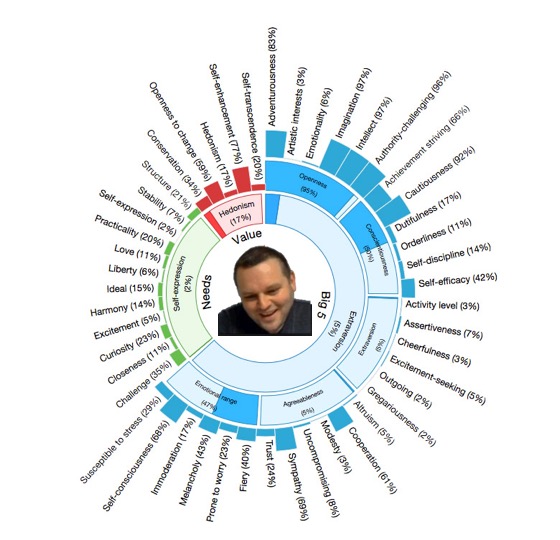 Adventurousness (83%)
Artistic interests (3%)
Emotionality (6%)
Imagination (97%)
Intellect (97%)
Authority-challenging (96%)
Achievement striving (66%)
Cautiousness (92%)
Dutifulness (17%)
Orderliness (11%)
Self-discipline (14%)
Self-efficacy (42%)
Activity level (3%)
Assertiveness (7%)
Cheerfulness (3%)
Excitement-seeking (5%)
Outgoing (2%)
Gregariousness (2%)
Altruism (5%)
Cooperation (61%)
Modesty (3%)
Uncompromising (8%)
Sympathy (69%)
Trust (24%)
Fiery (40%)
Prone to worry (23%)
Melancholy (43%)
Immoderation (17%)
Self-consciousness (68%)
Susceptible to stress (29%)
Challenge (35%)
Closeness (11%)
Curiosity (23%)
Excitement (5%)
Harmony (14%)
Ideal (15%)
Liberty (6%)
Love (11%)
Practicality (20%)
Self-expression (2%)
Stability (7%)
Structure (21%)
Conservation (34%)
Openness to change (59%)
Hedonism (17%)
Self-enhancement (77%)
Self-transcendence (20%)
Openness
(95%)
Conscientiousness
Extraversion
(5%)
Agreeableness
(5%)
Emotional range
(47%)
Self-expression
(2%)
Hedonism
(17%)
Value
Needs
Big 5
Extraversion
(5%)